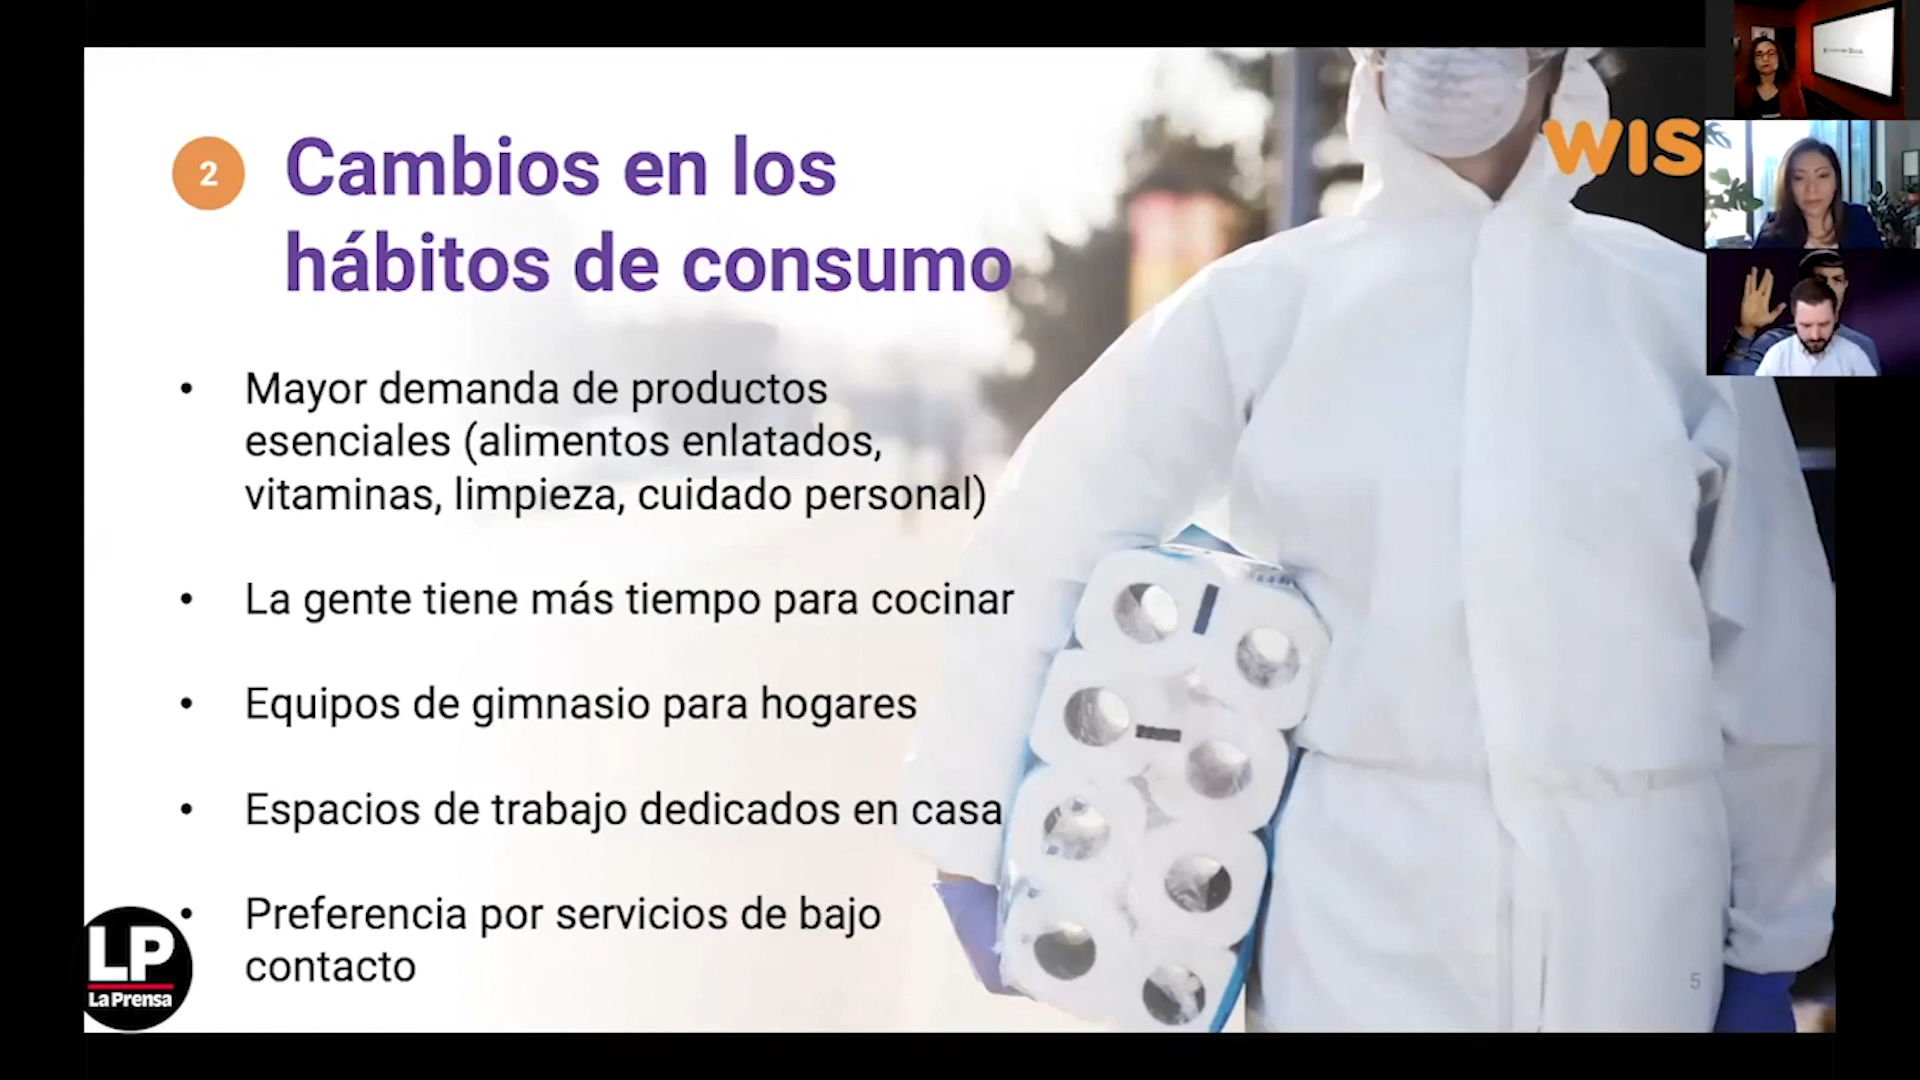 2
Cambios en los
hábitos de consumo
WIS
• Mayor demanda de productos
esenciales (alimentos enlatados,
vitaminas, limpieza, cuidado personal)
• La gente tiene más tiempo para cocinar
• Equipos de gimnasio para hogares
• Espacios de trabajo dedicados en casa
• Preferencia por servicios de bajo
contacto
LP
La Prensa
5